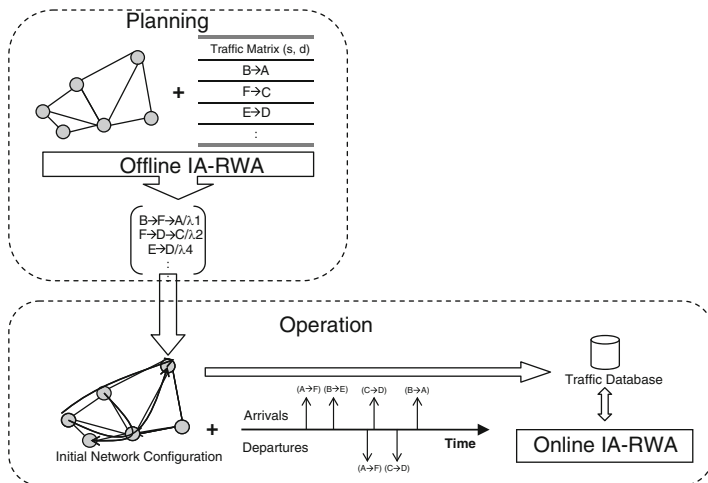 Planning
Traffic Matrix (s, d)
B→A
+
F→C
E→D
:
Offline IA-RWA
B→F→A/λ1
F→D→C/λ2
E→D/λ4
:
:
Operation
Traffic Database
(A→F) (B→E) (C→D) (B→A)
Arrivals
+
Departures
Time
Online IA-RWA
Initial Network Configuration
(A→F) (C→D)